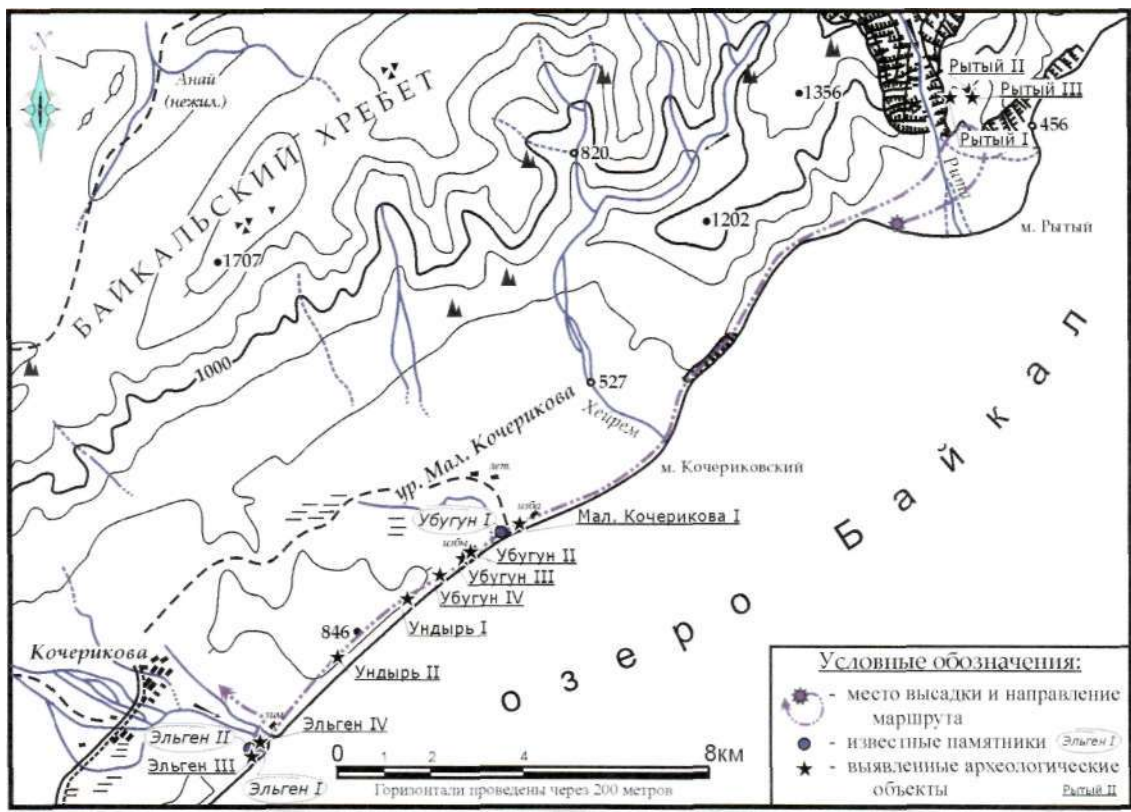 Анай
(нежил.)
БАЙКАЛЬСКИЙ ХРЕБЕТ
1356
Рытый II
Рытый III
Рытый I
456
820
1202
1707
м. Рытый
1000
527
Хейрем
ур. Мал. Кочерикова
м. Кочериковский
лет.
изба
Убугун I
Мал. Кочерикова I
избы
Убугун II
Убугун III
Убугун IV
Ундырь I
846
Кочерикова
Ундырь II
Эльген II
Эльген IV
Эльген III
Эльген I
озеро Байкал
0 2 4 8км
Горизонтали проведены через 200 метров
Условные обозначения:
- место высадки и направление
маршрута
- известные памятники Эльген I
- выявленные археологические
объекты Рытый II